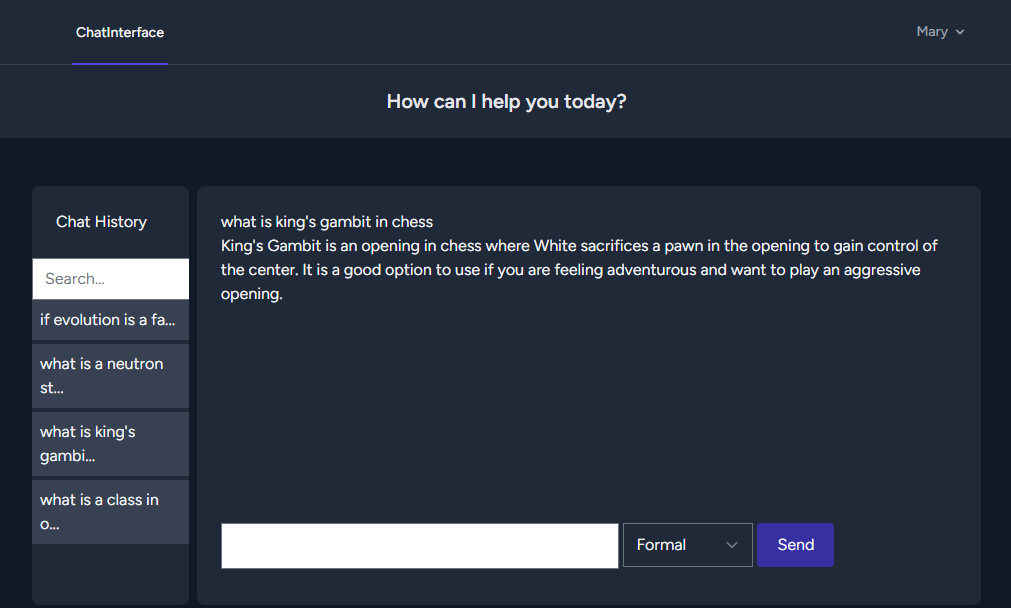 ChatInterface
Mary
How can I help you today?
Chat History
Search...
if evolution is a fa...
what is a neutron
st...
what is king's
gambi...
what is a class in
o...
what is king's gambit in chess
King's Gambit is an opening in chess where White sacrifices a pawn in the opening to gain control of
the center. It is a good option to use if you are feeling adventurous and want to play an aggressive
opening.
Formal
Send